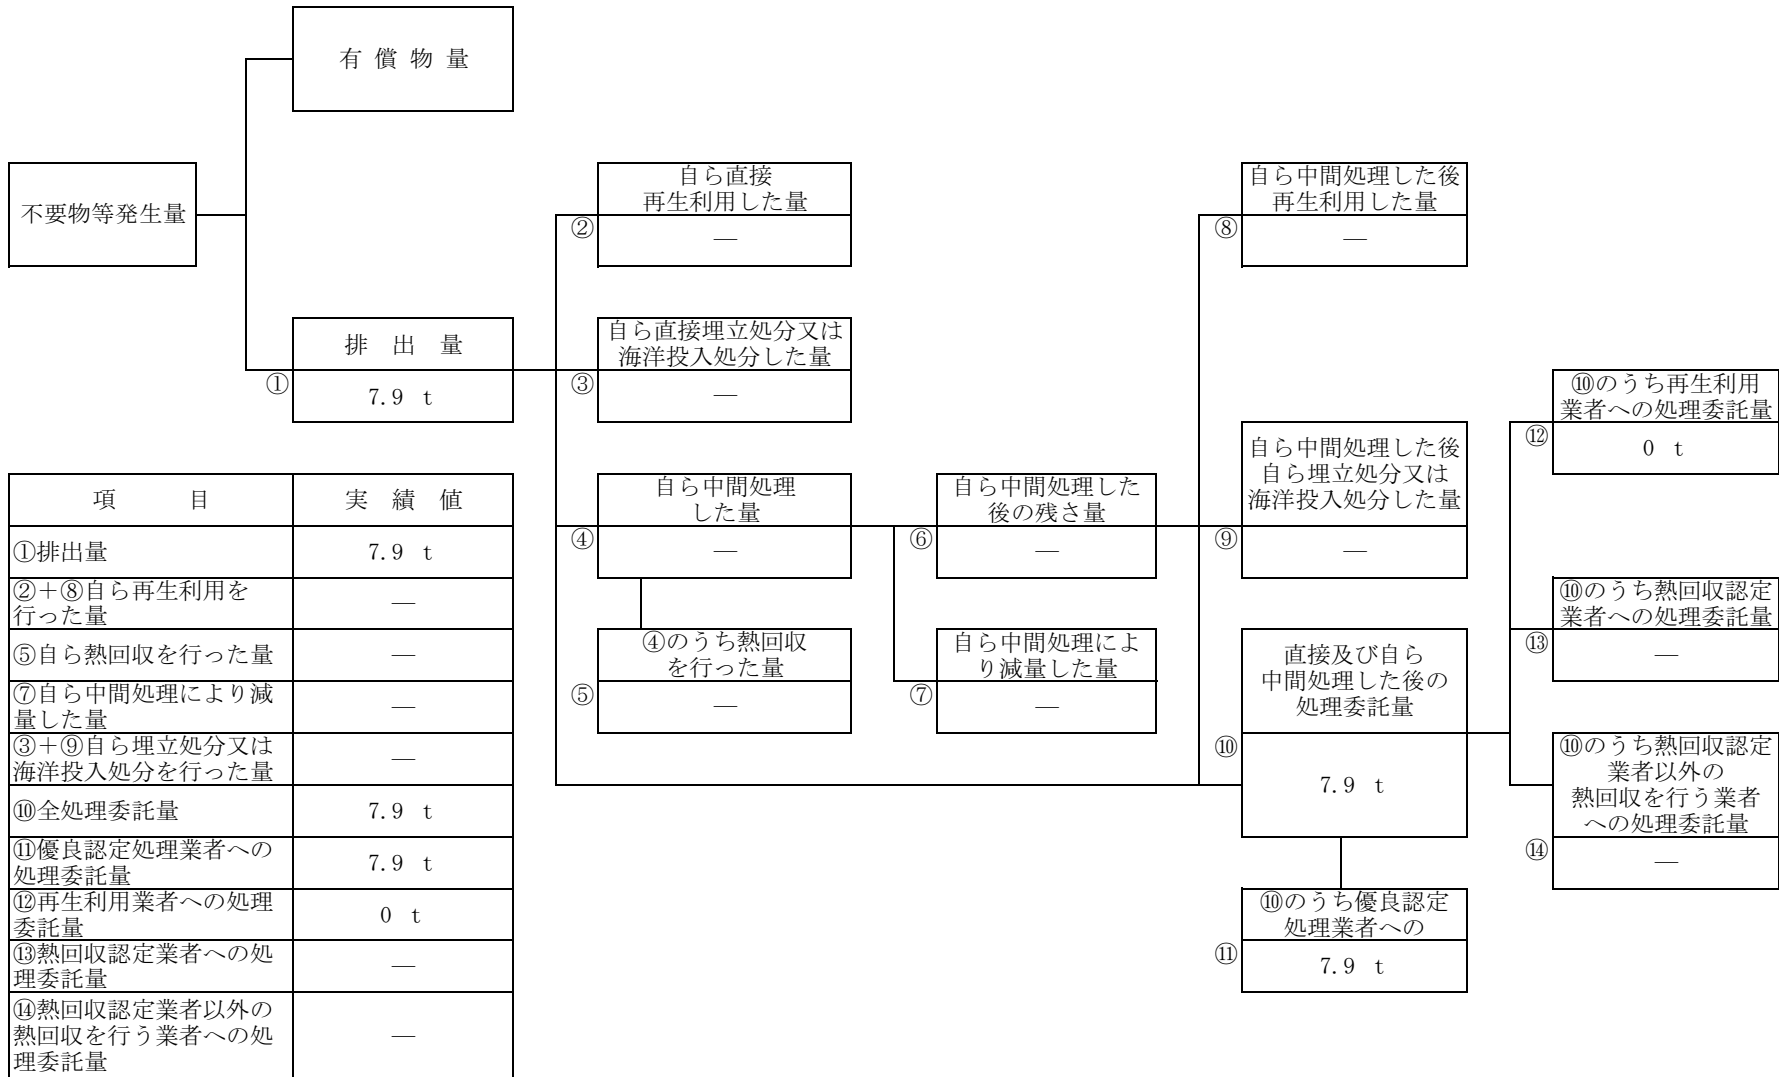 有 償 物 量
不要物等発生量
排 出 量
①
7.9 t
自ら直接
再生利用した量
②
―
自ら直接埋立処分又は
海洋投入処分した量
③
―
自ら中間処理
した量
④
―
④のうち熱回収
を行った量
⑤
―
自ら中間処理した
後の残さ量
⑥
―
自ら中間処理によ
り減量した量
⑦
―
自ら中間処理した後
再生利用した量
⑧
―
自ら中間処理した後
自ら埋立処分又は
海洋投入処分した量
⑨
―
直接及び自ら
中間処理した後の
処理委託量
⑩
7.9 t
⑩のうち優良認定
処理業者への
⑪
7.9 t
⑩のうち再生利用
業者への処理委託量
⑫
0 t
⑩のうち熱回収認定
業者への処理委託量
⑬
―
⑩のうち熱回収認定
業者以外の
熱回収を行う業者
への処理委託量
⑭
―
項 目 実 績 値
①排出量 7.9 t
②＋⑧自ら再生利用を
行った量 ―
⑤自ら熱回収を行った量 ―
⑦自ら中間処理により減
量した量 ―
③＋⑨自ら埋立処分又は
海洋投入処分を行った量 ―
⑩全処理委託量 7.9 t
⑪優良認定処理業者への
処理委託量 7.9 t
⑫再生利用業者への処理
委託量 0 t
⑬熱回収認定業者への処
理委託量 ―
⑭熱回収認定業者以外の
熱回収を行う業者への処
理委託量 ―